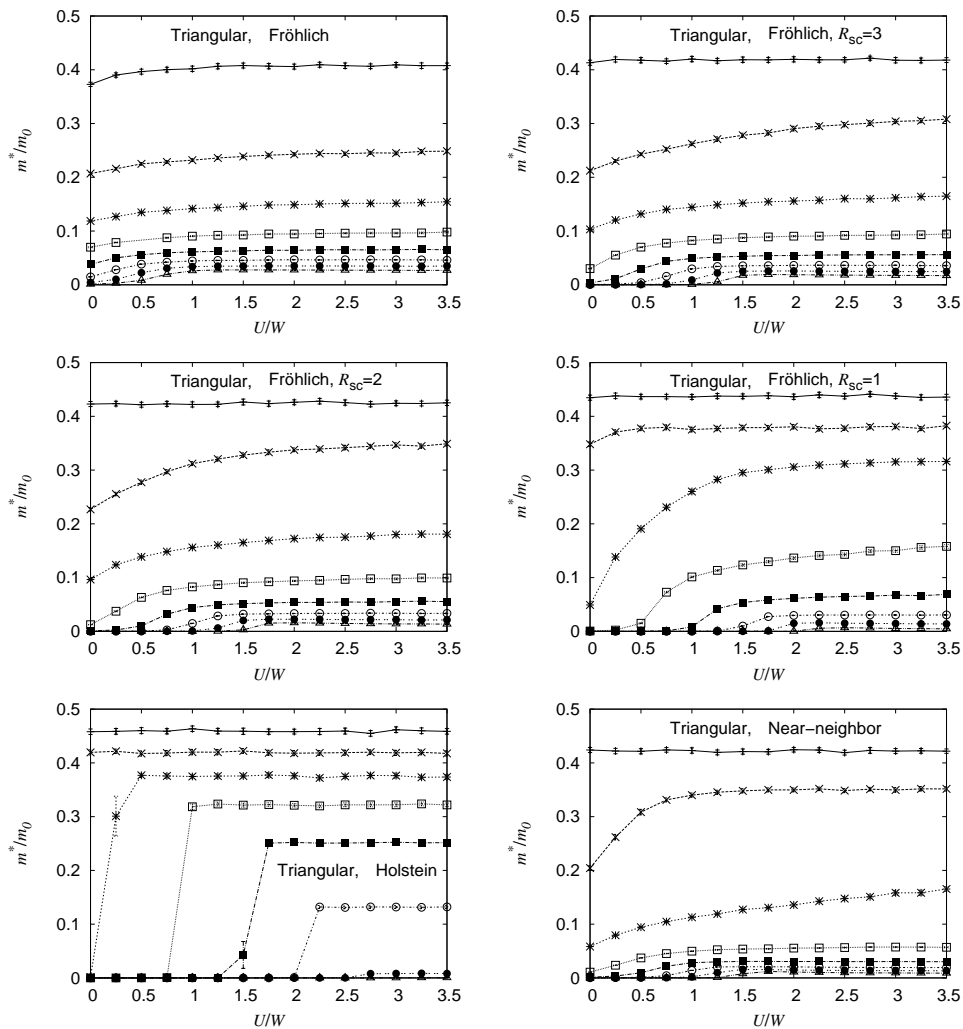 Triangular, Fröhlich
m*/m0
0.5
0.4
0.3
0.2
0.1
0
0 0.5 1 1.5 2 2.5 3 3.5
U/W
Triangular, Fröhlich, Rsc=3
m*/m0
0.5
0.4
0.3
0.2
0.1
0
0 0.5 1 1.5 2 2.5 3 3.5
U/W
Triangular, Fröhlich, Rsc=2
m*/m0
0.5
0.4
0.3
0.2
0.1
0
0 0.5 1 1.5 2 2.5 3 3.5
U/W
Triangular, Fröhlich, Rsc=1
m*/m0
0.5
0.4
0.3
0.2
0.1
0
0 0.5 1 1.5 2 2.5 3 3.5
U/W
Triangular, Holstein
m*/m0
0.5
0.4
0.3
0.2
0.1
0
0 0.5 1 1.5 2 2.5 3 3.5
U/W
Triangular, Near−neighbor
m*/m0
0.5
0.4
0.3
0.2
0.1
0
0 0.5 1 1.5 2 2.5 3 3.5
U/W